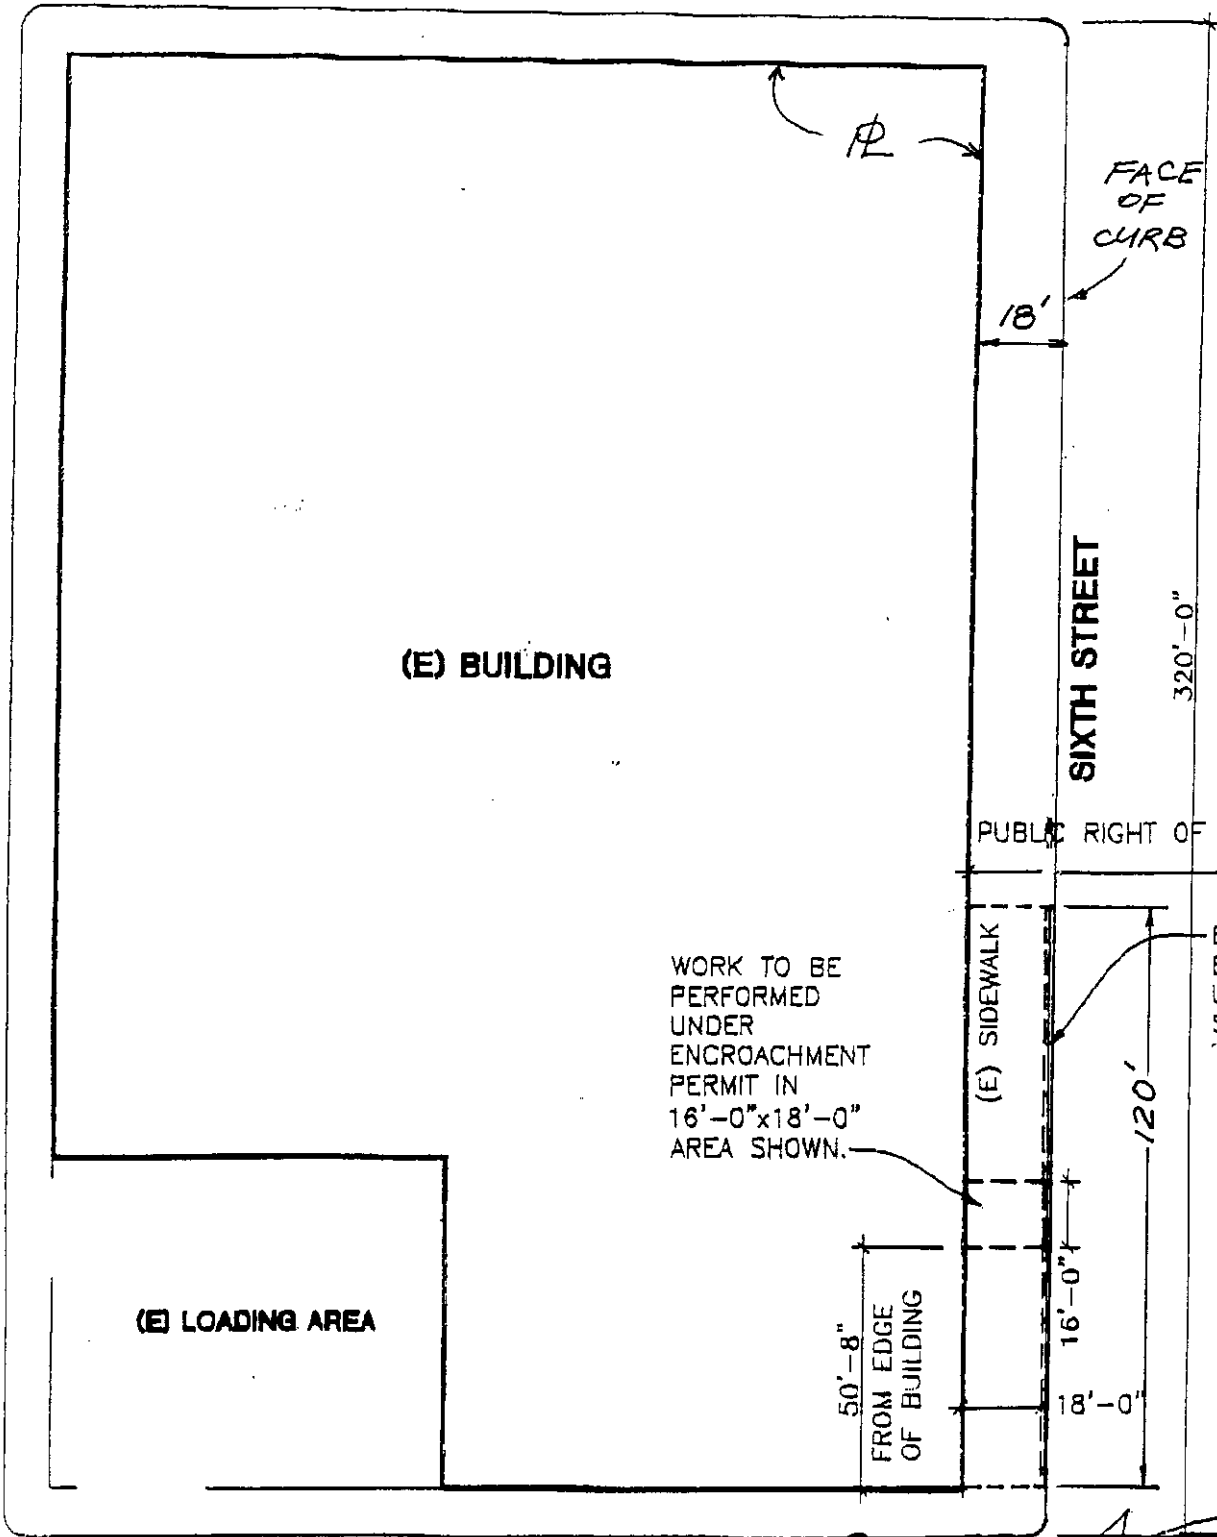 PL
FACE
OF
CURB
18'
(E) BUILDING
SIXTH STREET
320'-0"
PUBLIC RIGHT OF
(E) SIDEWALK
WORK TO BE
PERFORMED
UNDER
ENCROACHMENT
PERMIT IN
16'-0"x18'-0"
AREA SHOWN.
120'
16'-0"
(E) LOADING AREA
50'-8"
FROM EDGE
OF BUILDING
18'-0"